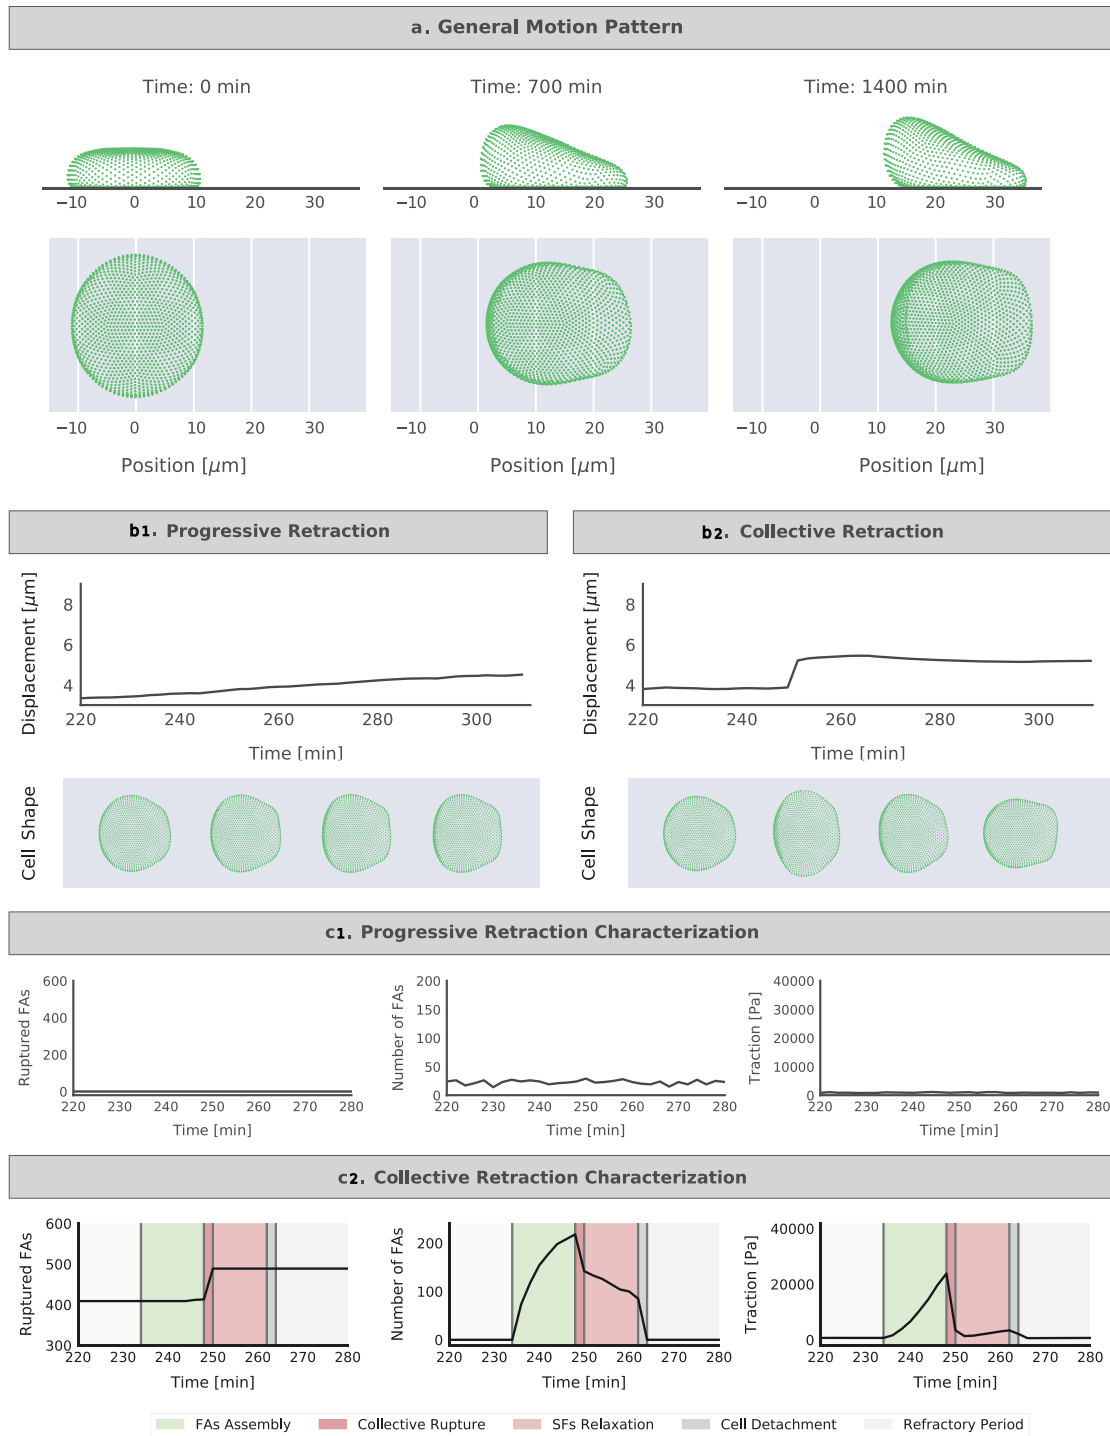 a. General Motion Pattern
Time: 0 min Time: 700 min Time: 1400 min
−10 0 10 20 30 −10 0 10 20 30 −10 0 10 20 30
−10 0 10 20 30 −10 0 10 20 30 −10 0 10 20 30
Position [μm] Position [μm] Position [μm]
b1. Progressive Retraction
Displacement [μm]
8
6
4
220 240 260 280 300
Time [min]
Cell Shape
b2. Collective Retraction
Displacement [μm]
8
6
4
220 240 260 280 300
Time [min]
Cell Shape
c1. Progressive Retraction Characterization
Ruptured FAs
600
400
200
0
220 230 240 250 260 270 280
Time [min]
Number of FAs
200
150
100
50
0
220 230 240 250 260 270 280
Time [min]
Traction [Pa]
40000
30000
20000
10000
0
220 230 240 250 260 270 280
Time [min]
c2. Collective Retraction Characterization
Ruptured FAs
600
500
400
300
220 230 240 250 260 270 280
Time [min]
Number of FAs
200
100
0
220 230 240 250 260 270 280
Time [min]
Traction [Pa]
40000
20000
0
220 230 240 250 260 270 280
Time [min]
FAs Assembly Collective Rupture SFs Relaxation Cell Detachment Refractory Period